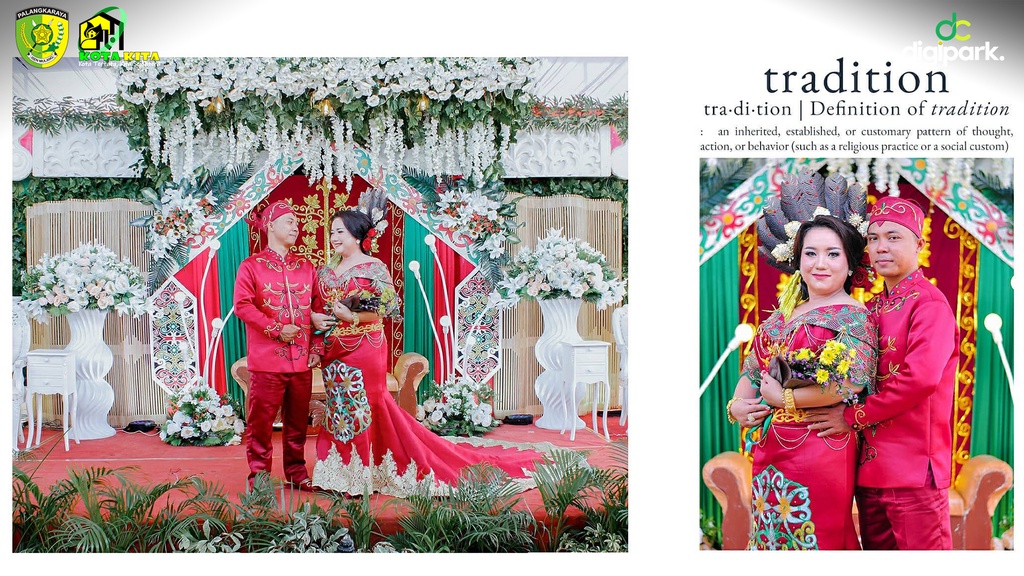 PALANGKARAYA
KOTA KITA
digipark.
tradition
tra·di·tion | Definition of tradition
: an inherited, established, or customary pattern of thought,
action, or behavior (such as a religious practice or a social custom)